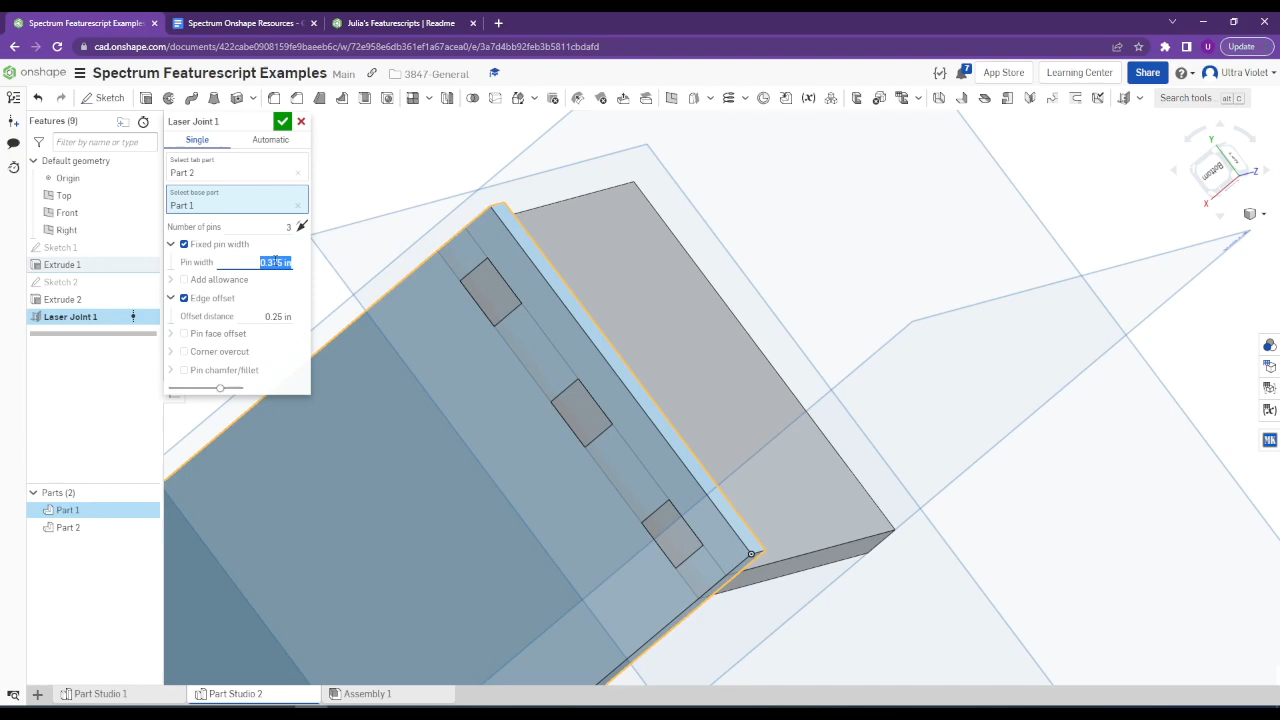 Spectrum Featurescript Examples
Spectrum Onshape Resources - G
Julia's Featurescripts | Readme
cad.onshape.com/documents/422cabe0908159fe9baeeb6c/w/72e958e6db361ef1a67acea0/e/3a7d4bb92feb3b5811cbdafd
U
Update
onshape
Spectrum Featurescript Examples
Main
3847-General
7
App Store
Learning Center
Share
Ultra Violet
Sketch
Search tools...
alt C
Features (9)
Filter by name or type
Default geometry
Origin
Top
Front
Right
Sketch 1
Extrude 1
Sketch 2
Extrude 2
Laser Joint 1
Laser Joint 1
Single
Automatic
Select tab part
Part 2
Select base part
Part 1
Number of pins
3
Fixed pin width
Pin width
0.375 in
Add allowance
Edge offset
Offset distance
0.25 in
Pin face offset
Corner overcut
Pin chamfer/fillet
Y
Z
X
Bottom
MK
Parts (2)
Part 1
Part 2
Part Studio 1
Part Studio 2
Assembly 1